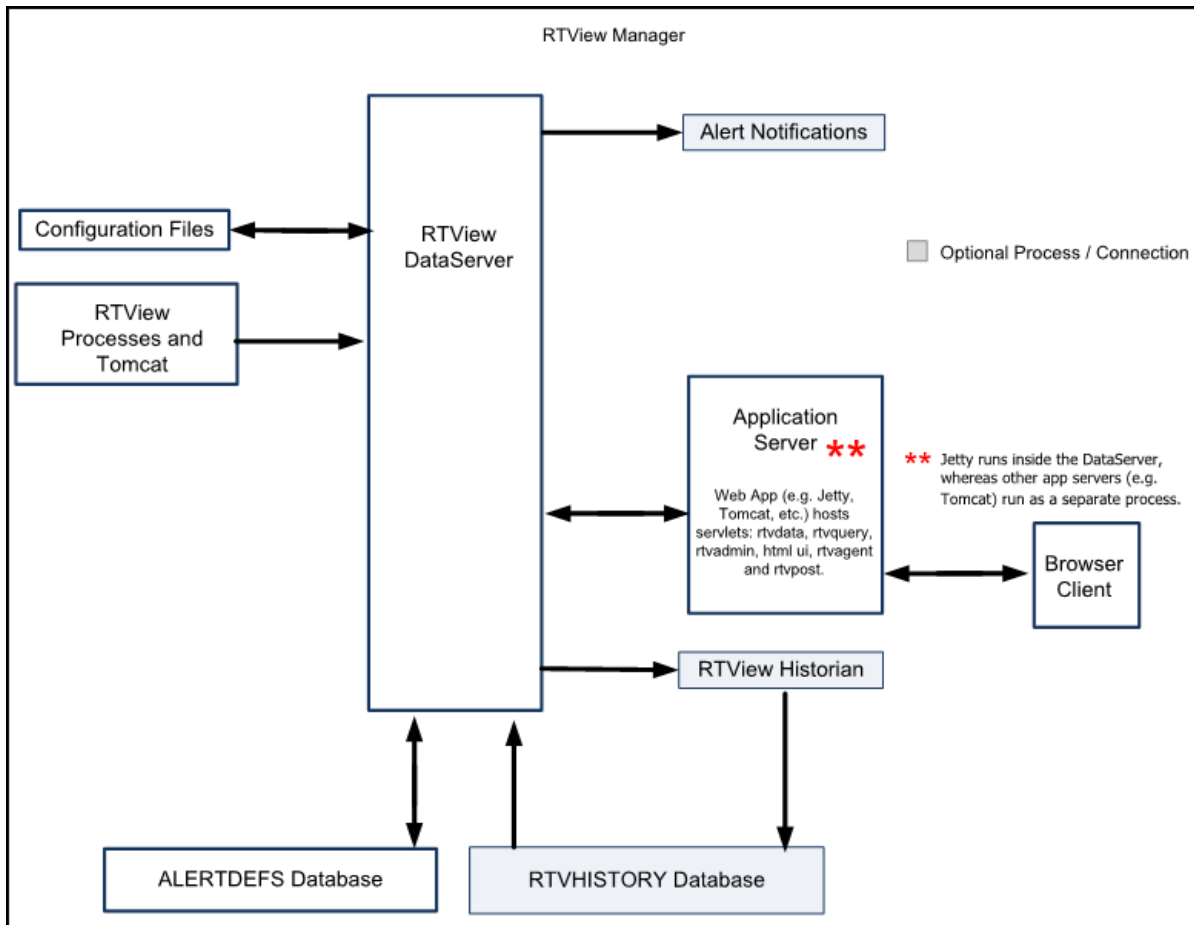 RTView Manager
Alert Notifications
Configuration Files
RTView
DataServer
Optional Process / Connection
RTView
Processes and
Tomcat
Application
Server **
Web App (e.g. Jetty,
Tomcat, etc.) hosts
servlets: rtvdata, rtvquery,
rtvadmin, html ui, rtvagent
and rtvpost.
** Jetty runs inside the DataServer,
whereas other app servers (e.g.
Tomcat) run as a separate process.
Browser
Client
RTView Historian
ALERTDEFS Database
RTVHISTORY Database